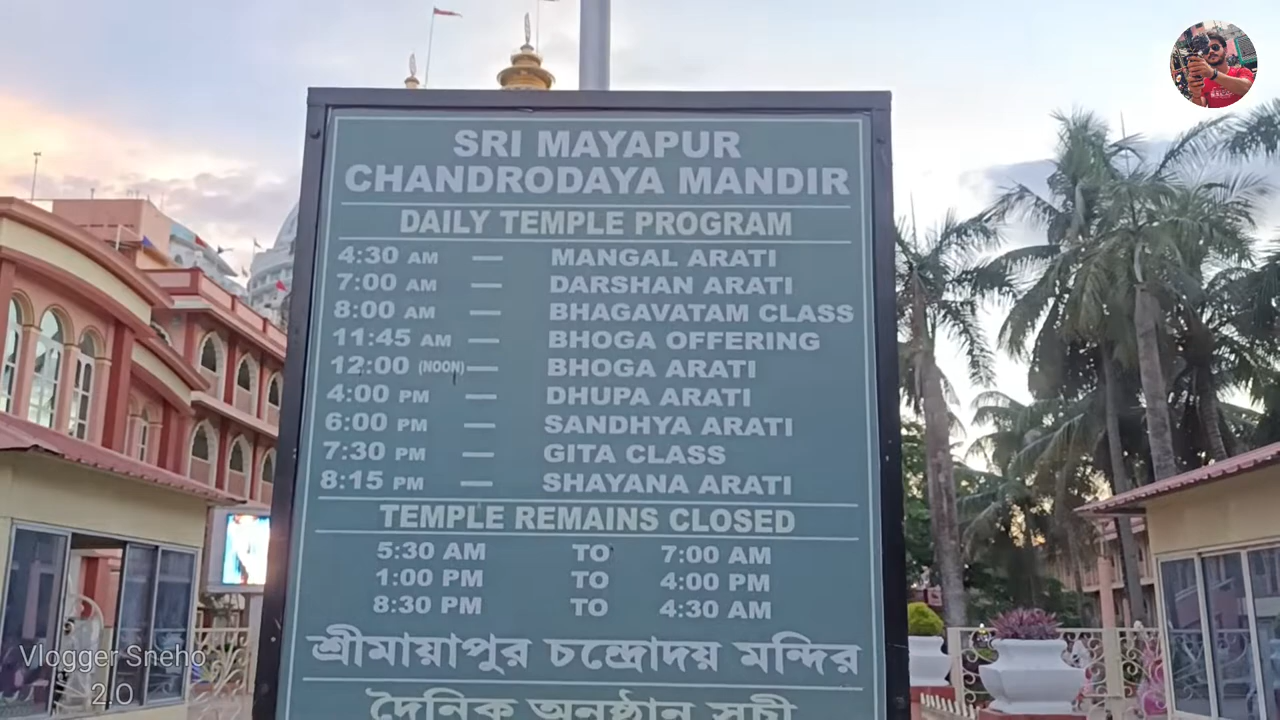 SRI MAYAPUR
CHANDRODAYA MANDIR
DAILY TEMPLE PROGRAM
4:30 AM — MANGAL ARATI
7:00 AM — DARSHAN ARATI
8:00 AM — BHAGAVATAM CLASS
11:45 AM — BHOGA OFFERING
12:00 (NOON) — BHOGA ARATI
4:00 PM — DHUPA ARATI
6:00 PM — SANDHYA ARATI
7:30 PM — GITA CLASS
8:15 PM — SHAYANA ARATI
TEMPLE REMAINS CLOSED
5:30 AM TO 7:00 AM
1:00 PM TO 4:00 PM
8:30 PM TO 4:30 AM
শ্রীমায়াপুর চন্দ্রোদয় মন্দির
দৈনিক অনুষ্ঠান সূচী
Vlogger Sneho
2.0